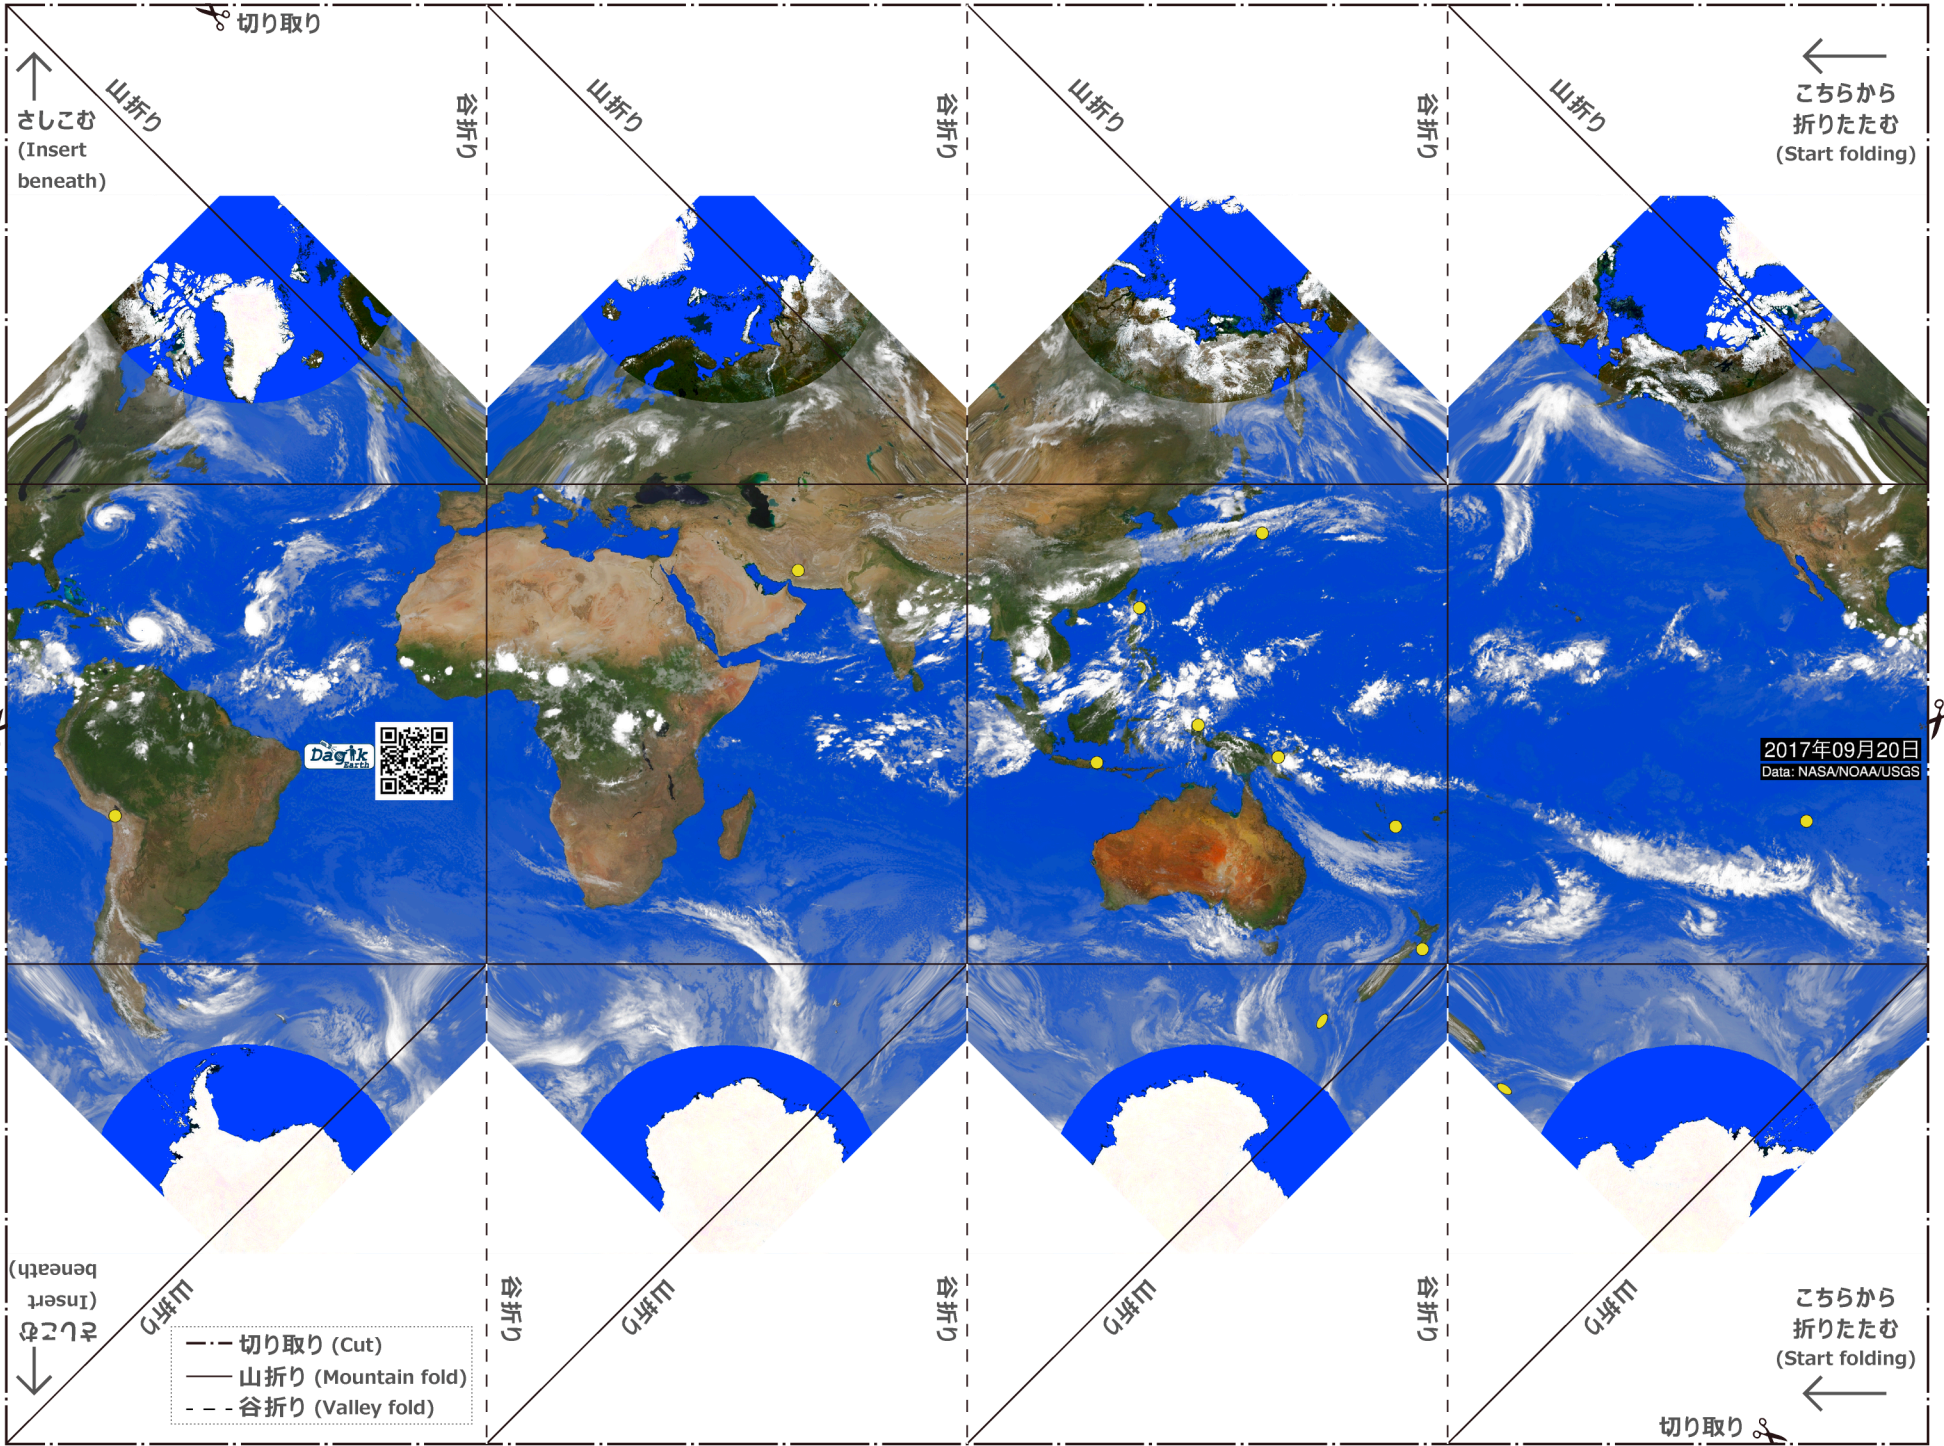 切り取り
山折り
谷折り
山折り
谷折り
山折り
谷折り
山折り
さしこむ
(Insert
beneath)
こちらから
折りたたむ
(Start folding)
Dagik
Earth
2017年09月20日
Data: NASA/NOAA/USGS
さしこむ
(Insert
beneath)
山折り
谷折り
山折り
谷折り
山折り
谷折り
山折り
こちらから
折りたたむ
(Start folding)
切り取り (Cut)
山折り (Mountain fold)
谷折り (Valley fold)
切り取り